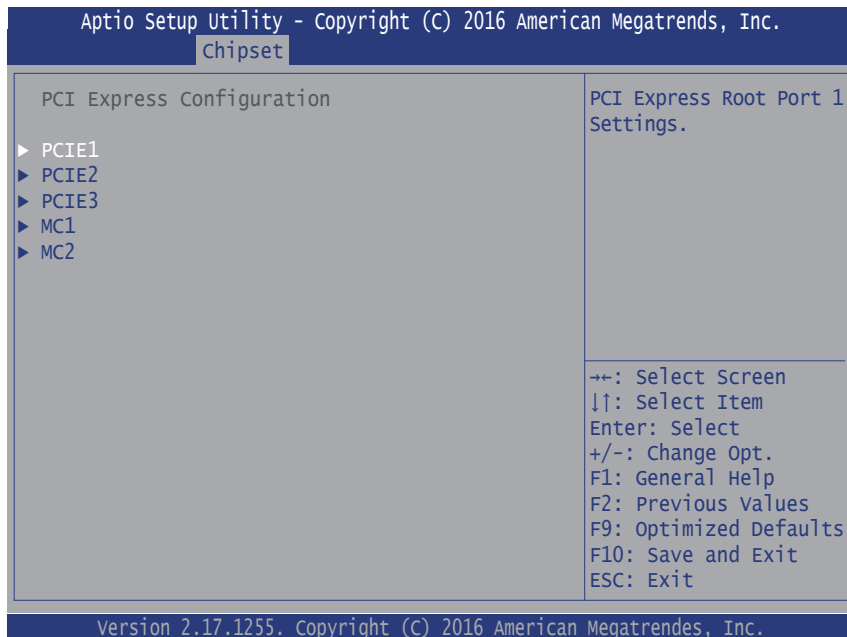 Aptio Setup Utility - Copyright (C) 2016 American Megatrends, Inc.
Chipset
PCI Express Configuration
▶ PCIE1
▶ PCIE2
▶ PCIE3
▶ MC1
▶ MC2
PCI Express Root Port 1
Settings.
→←: Select Screen
↓↑: Select Item
Enter: Select
+/-: Change Opt.
F1: General Help
F2: Previous Values
F9: Optimized Defaults
F10: Save and Exit
ESC: Exit
Version 2.17.1255. Copyright (C) 2016 American Megatrendes, Inc.